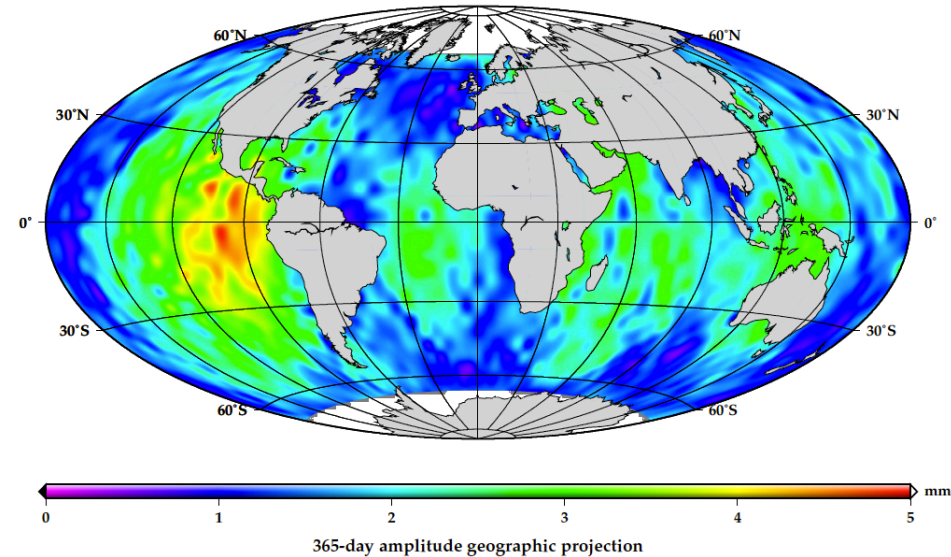 60˚N 60˚N
30˚N 30˚N
0˚ 0˚
30˚S 30˚S
60˚S 60˚S
mm
0 1 2 3 4 5
365-day amplitude geographic projection